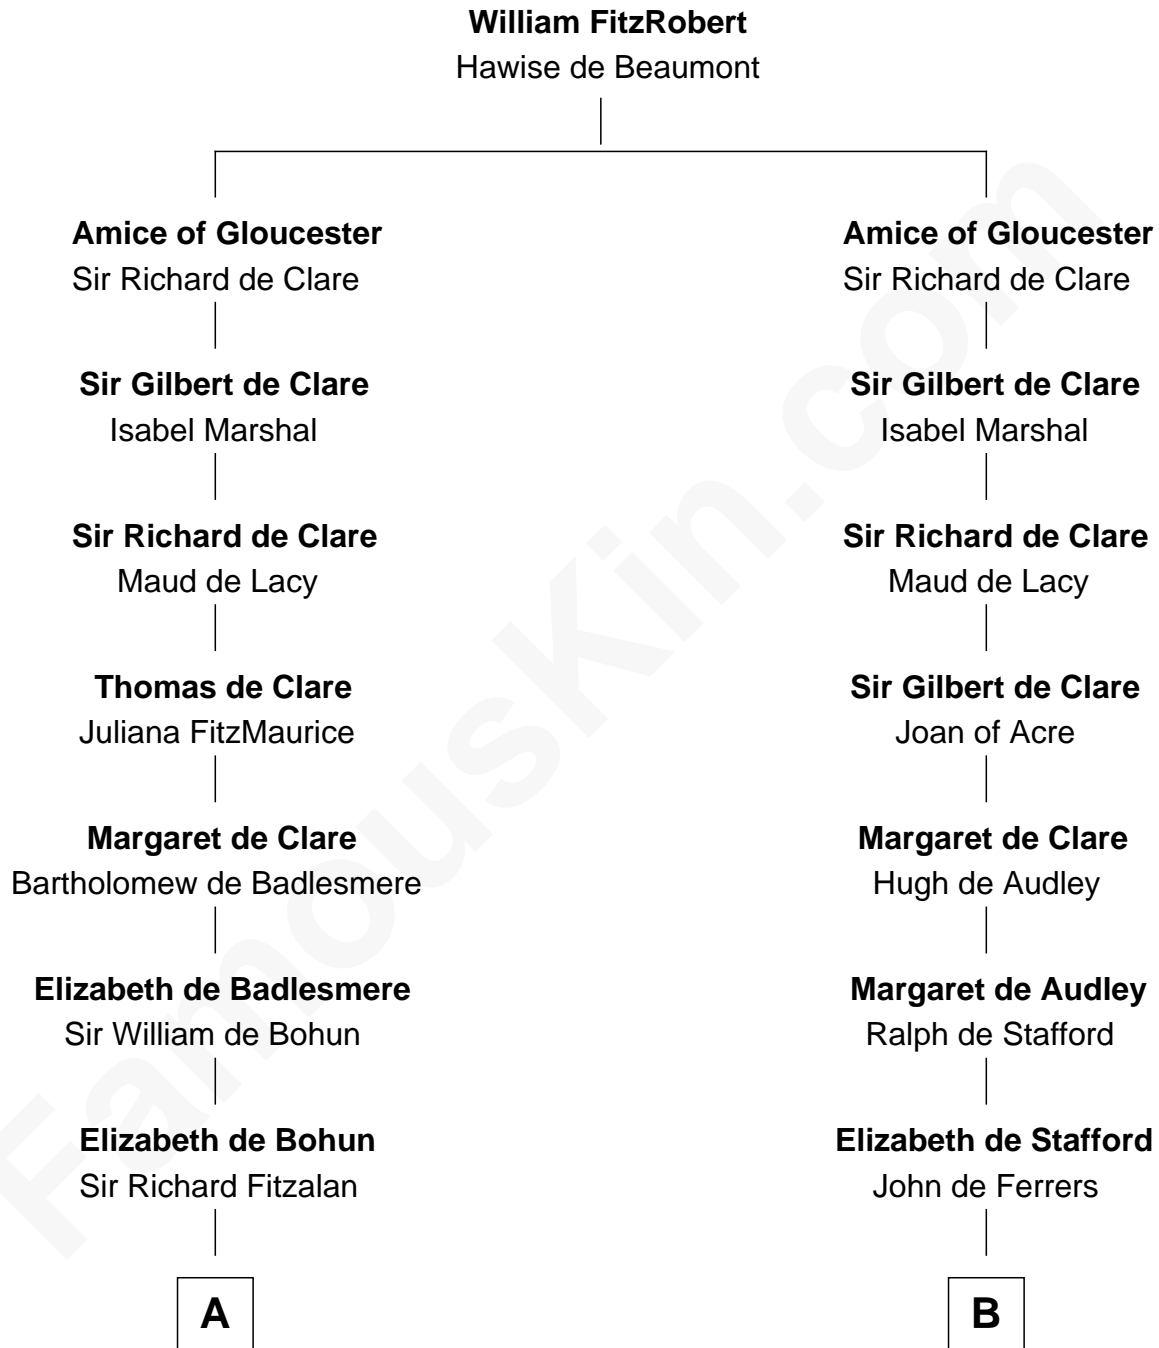 William FitzRobert
Hawise de Beaumont
Amice of Gloucester
Sir Richard de Clare
Amice of Gloucester
Sir Richard de Clare
Sir Gilbert de Clare
Isabel Marshal
Sir Gilbert de Clare
Isabel Marshal
Sir Richard de Clare
Maud de Lacy
Sir Richard de Clare
Maud de Lacy
Thomas de Clare
Juliana FitzMaurice
Sir Gilbert de Clare
Joan of Acre
Margaret de Clare
Bartholomew de Badlesmere
Margaret de Clare
Hugh de Audley
Elizabeth de Badlesmere
Sir William de Bohun
Margaret de Audley
Ralph de Stafford
Elizabeth de Bohun
Sir Richard Fitzalan
Elizabeth de Stafford
John de Ferrers
A
B
FamousKin.com